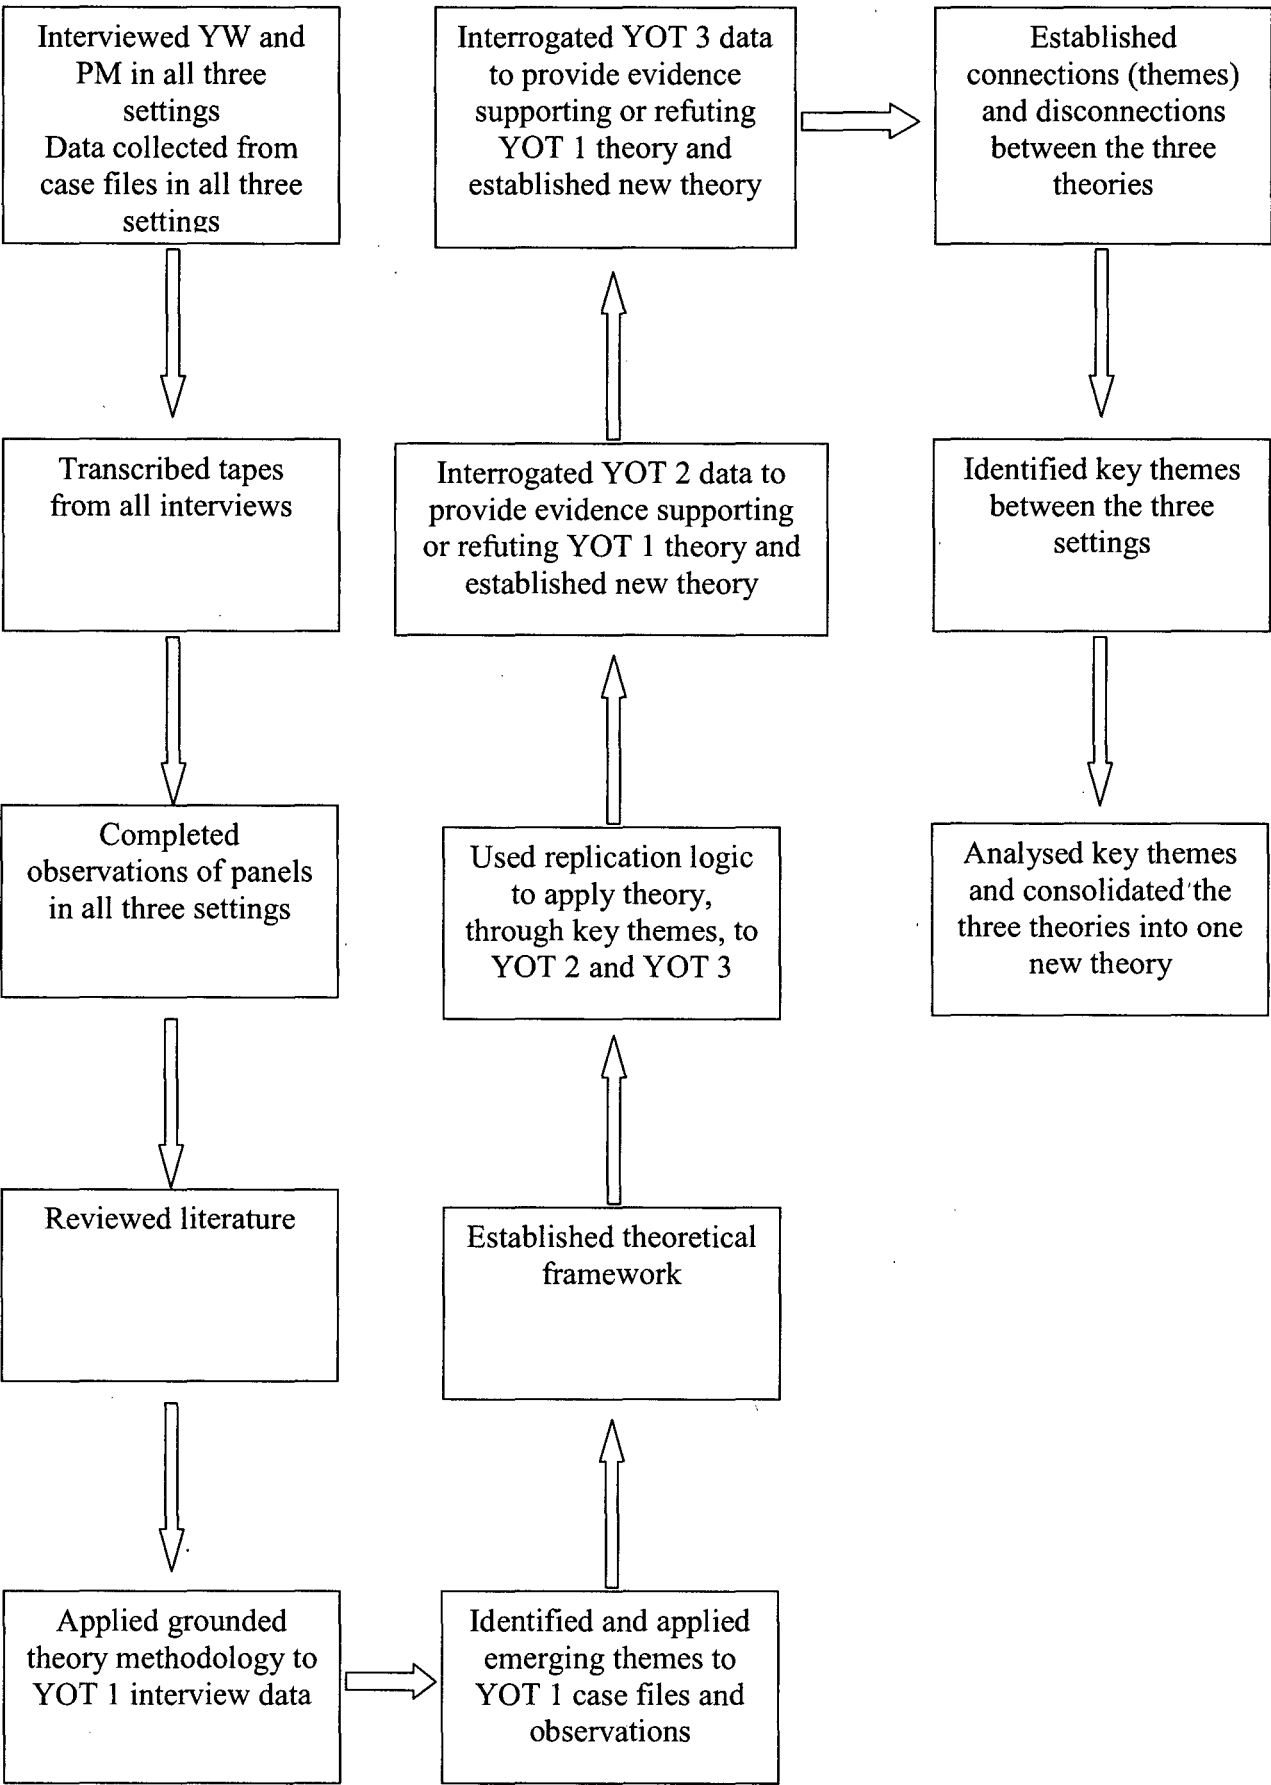 Interviewed YW and
PM in all three
settings
Data collected from
case files in all three
settings
Transcribed tapes
from all interviews
Completed
observations of panels
in all three settings
Reviewed literature
Applied grounded
theory methodology to
YOT 1 interview data
Identified and applied
emerging themes to
YOT 1 case files and
observations
Established theoretical
framework
Used replication logic
to apply theory,
through key themes, to
YOT 2 and YOT 3
Interrogated YOT 2 data to
provide evidence supporting
or refuting YOT 1 theory and
established new theory
Interrogated YOT 3 data
to provide evidence
supporting or refuting
YOT 1 theory and
established new theory
Established
connections (themes)
and disconnections
between the three
theories
Identified key themes
between the three
settings
Analysed key themes
and consolidated the
three theories into one
new theory